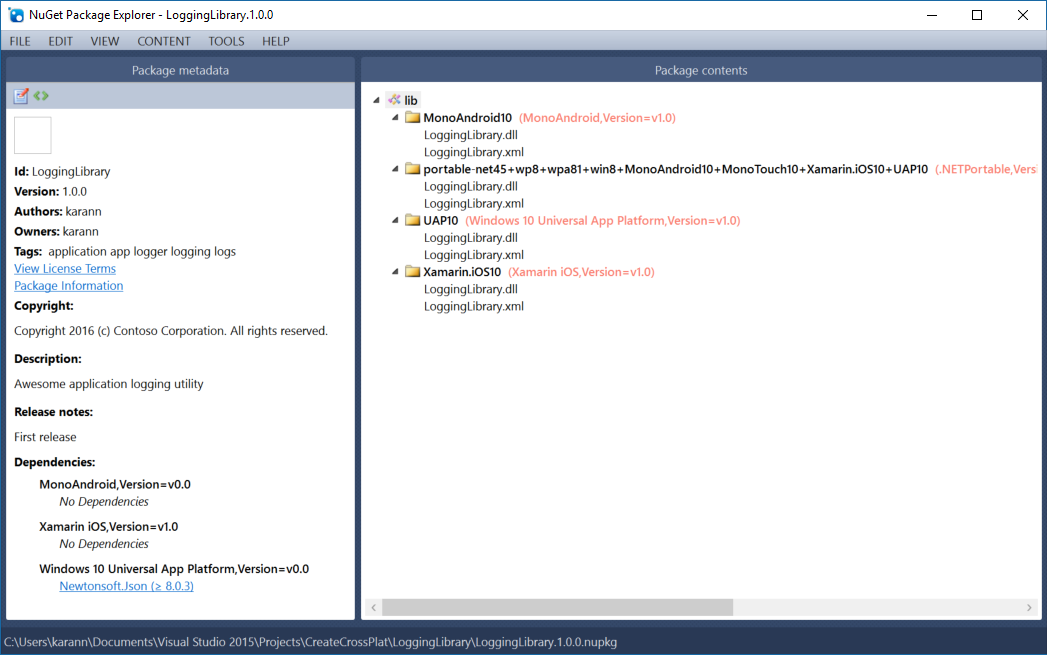 NuGet Package Explorer - LoggingLibrary.1.0.0
FILE EDIT VIEW CONTENT TOOLS HELP
Package metadata
Id: LoggingLibrary
Version: 1.0.0
Authors: karann
Owners: karann
Tags: application app logger logging logs
View License Terms
Package Information
Copyright:
Copyright 2016 (c) Contoso Corporation. All rights reserved.
Description:
Awesome application logging utility
Release notes:
First release
Dependencies:
MonoAndroid,Version=v0.0
No Dependencies
Xamarin iOS,Version=v1.0
No Dependencies
Windows 10 Universal App Platform,Version=v0.0
Newtonsoft.Json (≥ 8.0.3)
Package contents
lib
MonoAndroid10 (MonoAndroid,Version=v1.0)
LoggingLibrary.dll
LoggingLibrary.xml
portable-net45+wp8+wpa81+win8+MonoAndroid10+MonoTouch10+Xamarin.iOS10+UAP10 (.NETPortable,Vers
LoggingLibrary.dll
LoggingLibrary.xml
UAP10 (Windows 10 Universal App Platform,Version=v1.0)
LoggingLibrary.dll
LoggingLibrary.xml
Xamarin.iOS10 (Xamarin iOS,Version=v1.0)
LoggingLibrary.dll
LoggingLibrary.xml
C:\Users\karann\Documents\Visual Studio 2015\Projects\CreateCrossPlat\LoggingLibrary\LoggingLibrary.1.0.0.nupkg